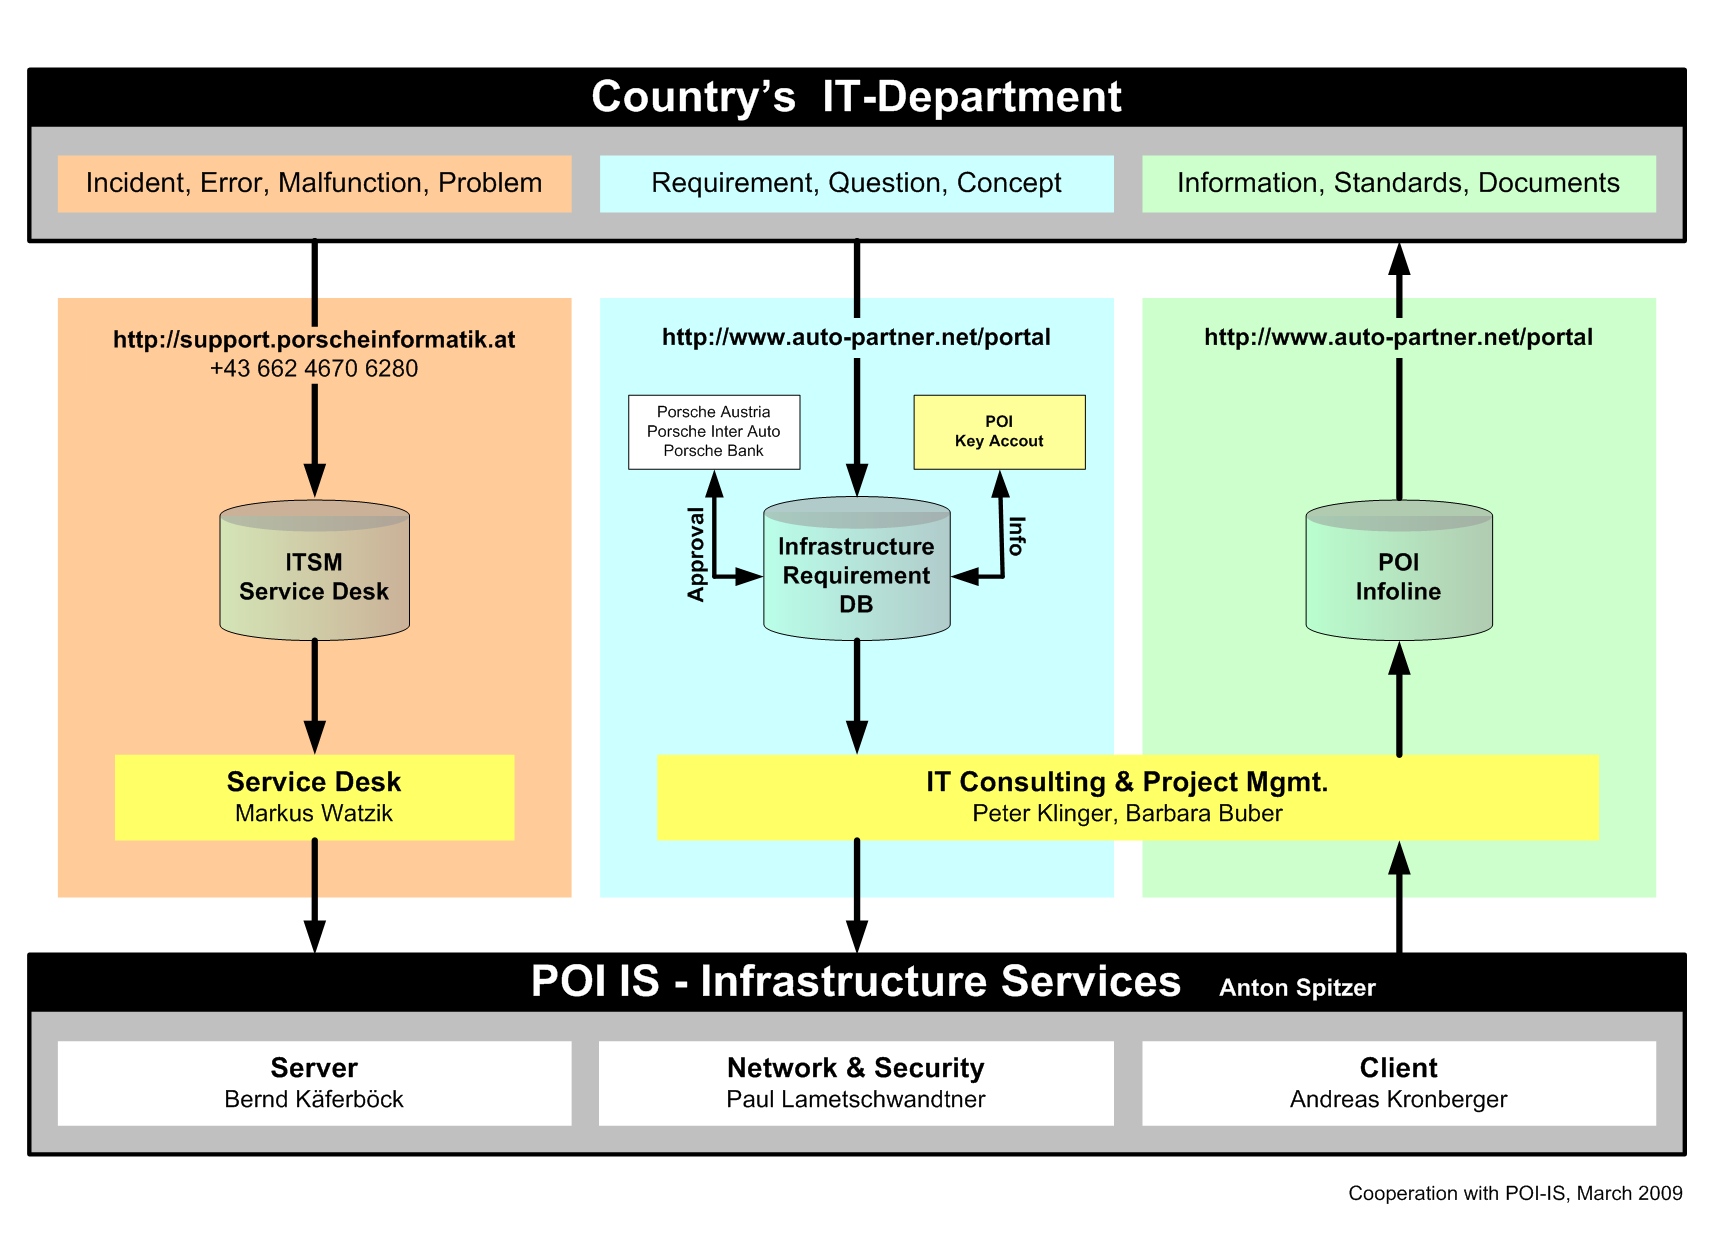 Country’s  IT-Department
Incident, Error, Malfunction, Problem
Requirement, Question, Concept
Information, Standards, Documents
http://support.porscheinformatik.at
+43 662 4670 6280
http://www.auto-partner.net/portal
http://www.auto-partner.net/portal
Porsche Austria
Porsche Inter Auto
Porsche Bank
POI
Key Accout
Approval
Info
ITSM
Service Desk
Infrastructure
Requirement
DB
POI
Infoline
Service Desk
Markus Watzik
IT Consulting & Project Mgmt.
Peter Klinger, Barbara Buber
POI IS - Infrastructure Services Anton Spitzer
Server
Bernd Käferböck
Network & Security
Paul Lametschwandtner
Client
Andreas Kronberger
Cooperation with POI-IS, March 2009